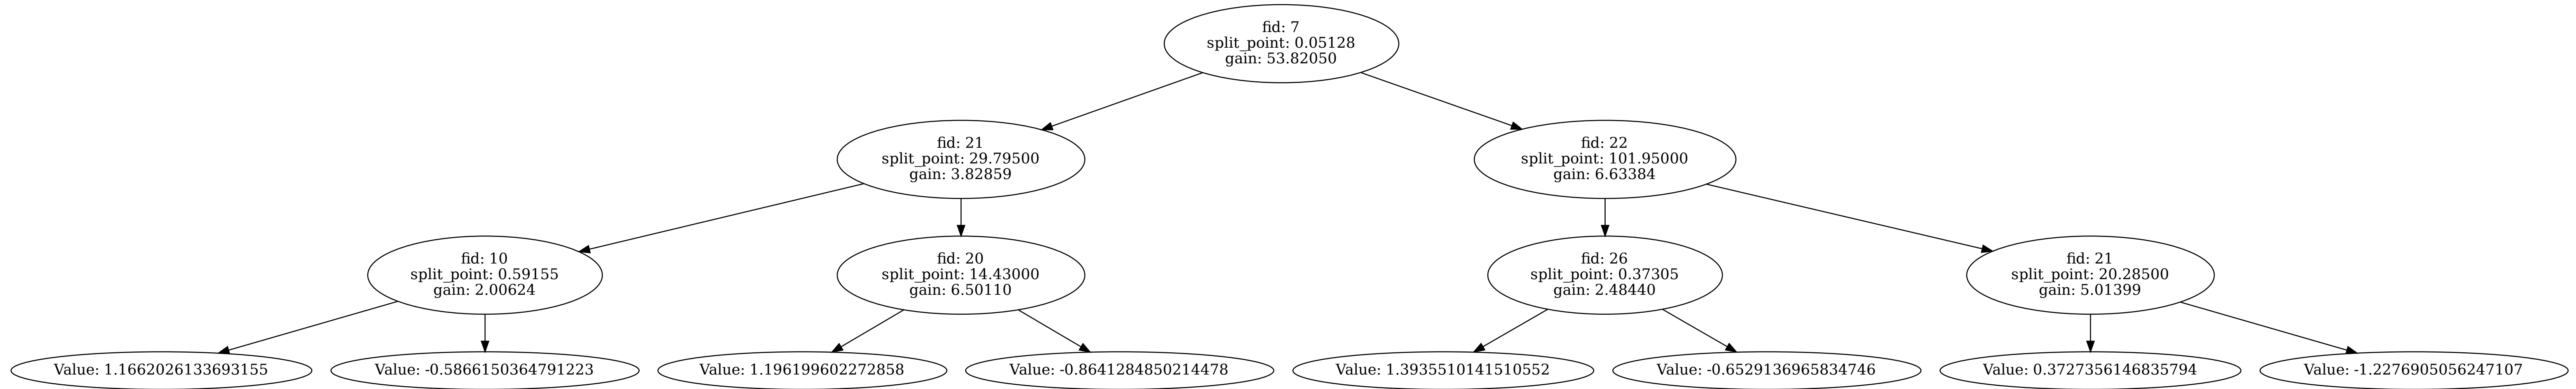 fid: 7
split_point: 0.05128
gain: 53.82050
fid: 21
split_point: 29.79500
gain: 3.82859
fid: 22
split_point: 101.95000
gain: 6.63384
fid: 10
split_point: 0.59155
gain: 2.00624
fid: 20
split_point: 14.43000
gain: 6.50110
fid: 26
split_point: 0.37305
gain: 2.48440
fid: 21
split_point: 20.28500
gain: 5.01399
Value: 1.1662026133693155
Value: -0.5866150364791223
Value: 1.196199602272858
Value: -0.8641284850214478
Value: 1.3935510141510552
Value: -0.6529136965834746
Value: 0.3727356146835794
Value: -1.2276905056247107